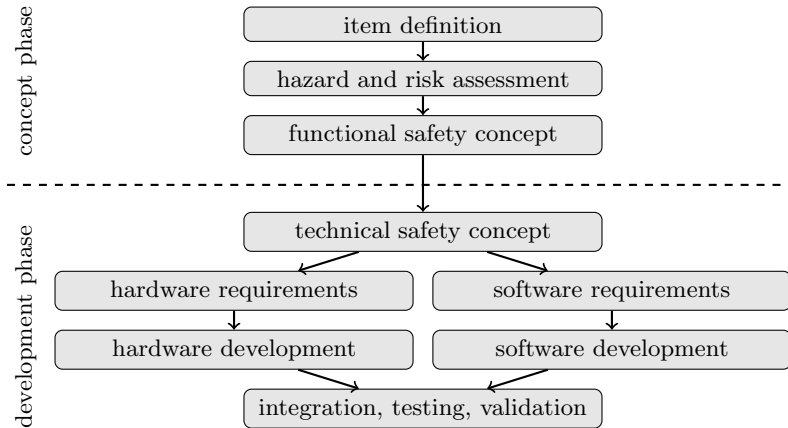 concept phase
item definition
hazard and risk assessment
functional safety concept
development phase
technical safety concept
hardware requirements
software requirements
hardware development
software development
integration, testing, validation